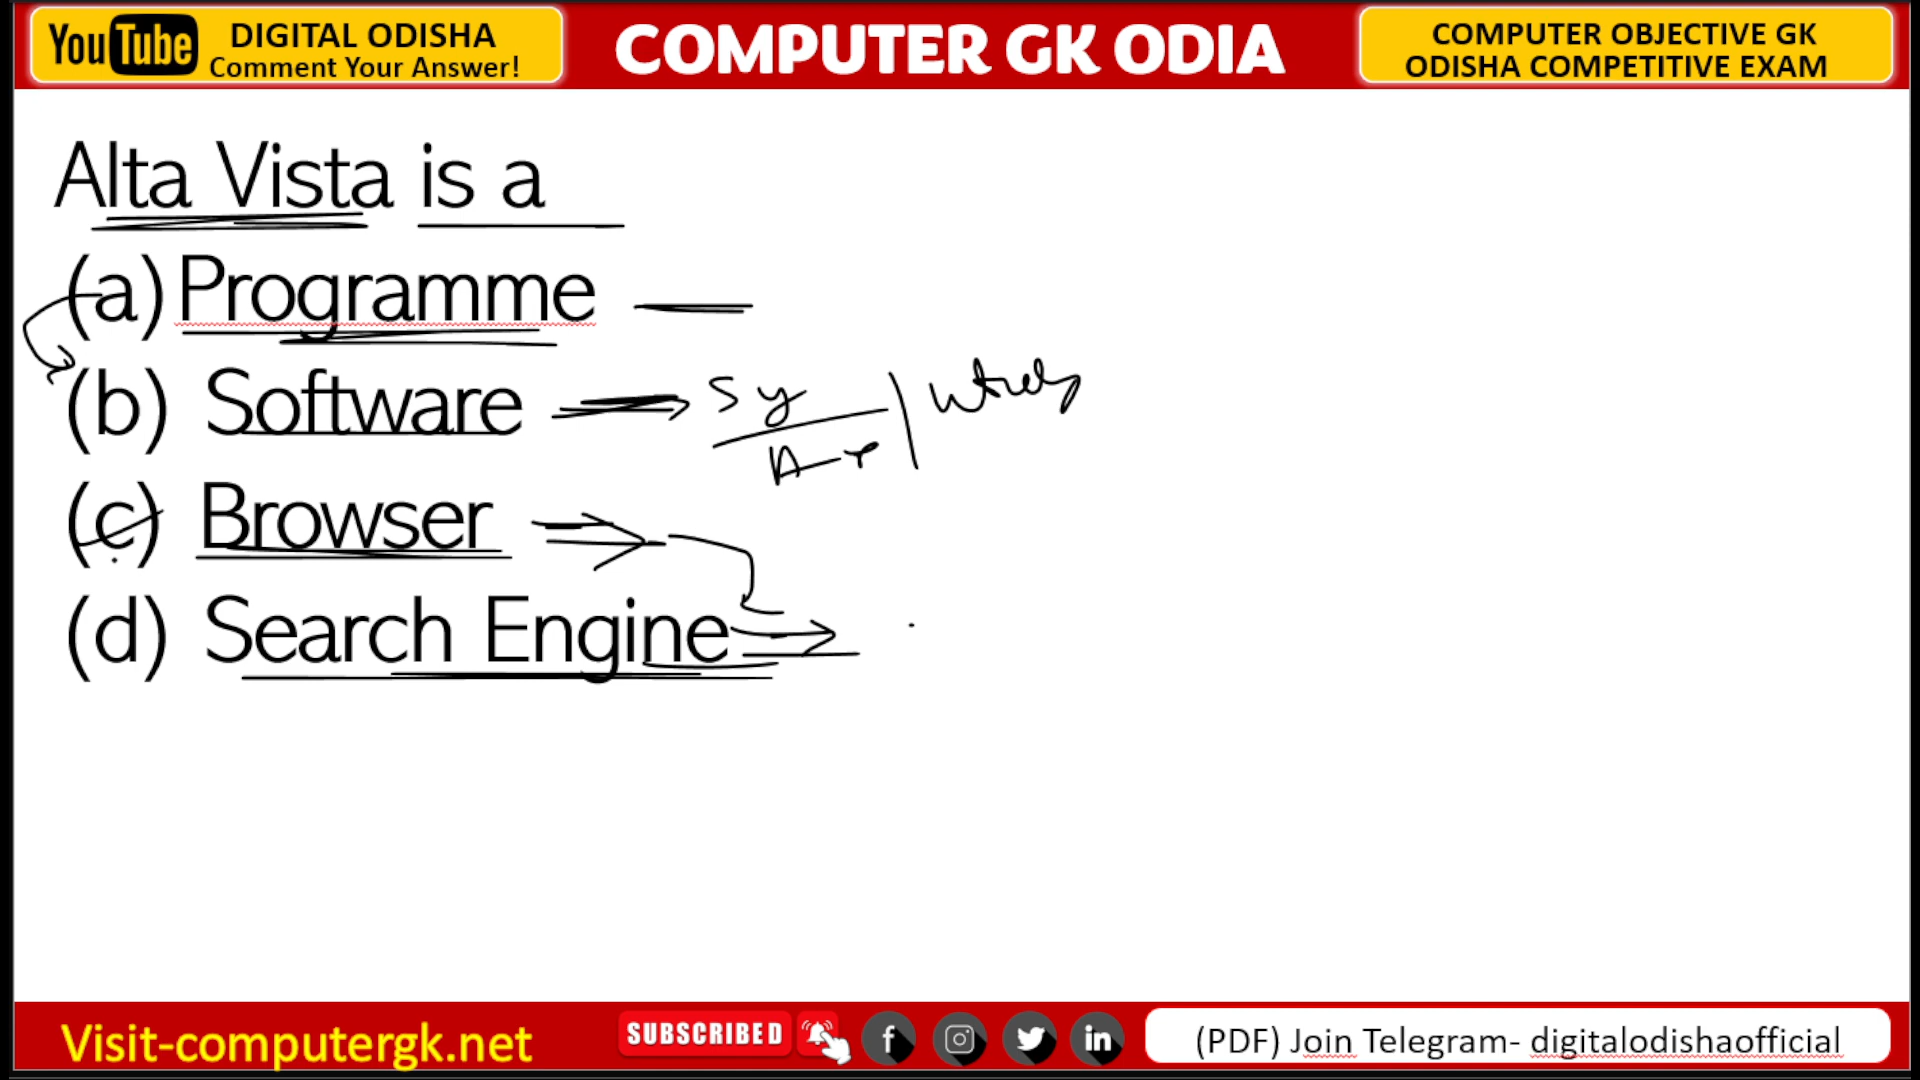 YouTube DIGITAL ODISHA
Comment Your Answer!
COMPUTER GK ODIA
COMPUTER OBJECTIVE GK
ODISHA COMPETITIVE EXAM
Alta Vista is a
(a) Programme
(b) Software
Sy
(c) Browser
(d) Search Engine
Visit-computergk.net
SUBSCRIBED
(PDF) Join Telegram- digitalodishaofficial